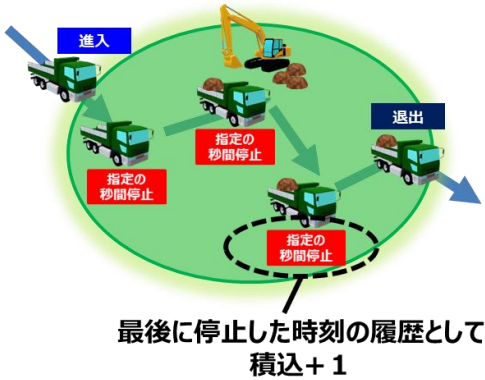 進入
指定の
秒間停止
指定の
秒間停止
退出
指定の
秒間停止
最後に停止した時刻の履歴として
積込+1